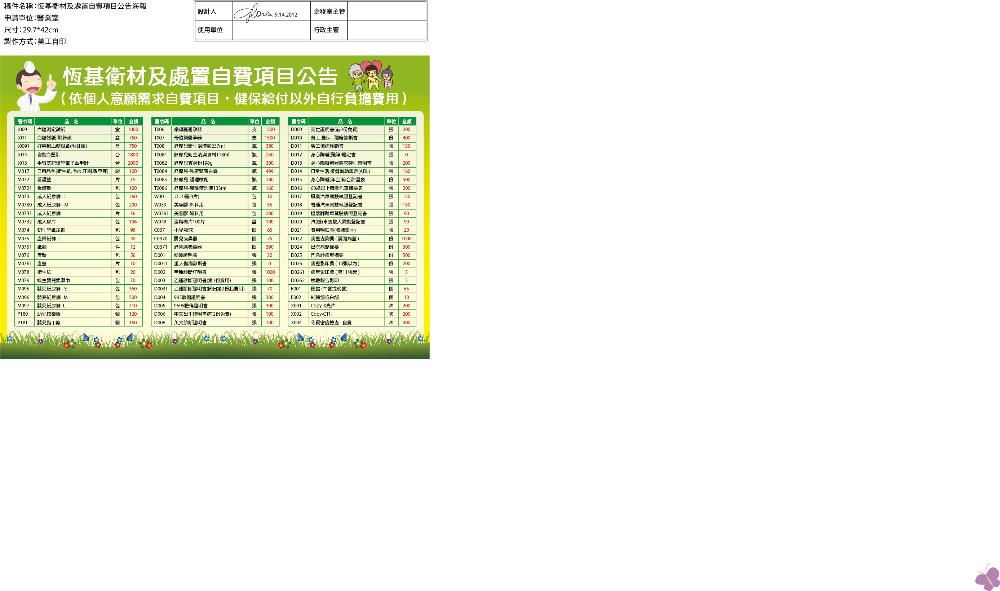 稿件名稱：恆基衛材及處置自費項目公告海報
申請單位：醫業室
尺寸：29.7*42cm
製作方式：美工自印
設計人 Gloria 9.14.2012 企發室主管
使用單位 行政主管
恆基衛材及處置自費項目公告
愛心人
(依個人意願需求自費項目，健保給付以外自行負擔費用)
醫令碼 品 名 單位 金額
J009 血糖測定試紙 盒 1000
J011 血糖試紙-附針頭 盒 750
J0091 好輕鬆血糖試紙(附針頭) 盒 750
J014 自動血壓計 台 1800
J015 手臂式記憶型電子血壓計 台 2000
M017 日用品包(衛生紙.毛巾.牙刷.香皂等) 袋 100
M072 看護墊 片 15
M0721 看護墊 包 100
M073 成人紙尿褲 - L 包 260
M0730 成人紙尿褲 - M 包 200
M0731 成人紙尿褲 片 16
M0732 成人尿片 包 196
M074 初生型紙尿褲 包 98
M075 產婦紙褲 - L 包 40
M0751 紙褲 件 12
M076 產墊 包 56
M0761 產墊 片 10
M078 衛生紙 包 20
M079 嬌生嬰兒柔濕巾 包 70
M095 嬰兒紙尿褲 - S 包 360
M096 嬰兒紙尿褲 -M 包 500
M097 嬰兒紙尿褲- L 包 410
P180 幼兒餵藥器 個 120
P181 嬰兒指甲剪 個 160
醫令碼 品 名 單位 金額
T006 樂母麗避孕器 支 1500
T007 母體樂避孕器 支 1500
T008 舒摩兒衛生浴潔露237ml 瓶 380
T0081 舒摩兒衛生清潔噴劑118ml 瓶 250
T0082 舒摩兒爽身粉198g 瓶 300
T0084 舒摩兒-私密緊實白露 瓶 499
T0085 舒摩兒-護理噴劑 瓶 180
T0086 舒摩兒-醋酸灌洗液133ml 瓶 160
W001 O.K繃(4片) 包 10
W039 美容膠-外科用 包 55
W0391 美容膠-婦科用 包 200
W048 酒精棉片100片 盒 100
C037 小兒吸球 個 65
C0370 嬰兒吸鼻器 個 75
C0371 舒喜滿吸鼻器 個 390
D001 就醫證明書 張 20
D0011 重大傷病診斷書 張 0
D002 甲種診斷証明書 張 1000
D003 乙種診斷證明書(第1份費用) 張 100
D0031 乙種診斷證明書(同日第2份起費用) 張 70
D004 995驗傷證明書 張 300
D005 9595驗傷證明書 張 300
D006 中文出生證明書(前2份免費) 張 100
D008 英文診斷證明書 張 100
醫令碼 品 名 單位 金額
D009 死亡證明書(前3份免費) 張 200
D010 勞工.農保 - 殘廢診斷書 份 400
D011 勞工傷病診斷書 張 150
D012 身心障礙(殘障)鑑定書 張 0
D013 身心障礙輔器需求評估證明書 張 200
D014 日常生活.復健輔助鑑定(ADL) 張 160
D015 身心障礙(年金)綜合評量表 份 500
D016 60歲以上職業汽車體檢表 張 200
D017 職業汽車駕駛執照登記書 張 150
D018 普通汽車駕駛執照登記書 張 150
D019 機器腳踏車駕駛執照登記書 張 90
D020 汽(機)車駕駛人異動登記書 張 90
D021 費用明細表(收據影本) 張 20
D022 病歷查詢費 ( 調閱病歷 ) 份 1000
D024 出院病歷摘要 份 300
D025 門急診病歷摘要 份 500
D026 病歷影印費 ( 10張以內 ) 份 200
D0261 病歷影印費 ( 第11張起 ) 張 5
D0262 檢驗報告影印 張 5
F001 便當 (午餐或晚餐) 個 65
F002 純稀飯或白飯 個 10
X001 Copy-X光片 次 200
X002 Copy-CT片 次 200
X004 骨質密度檢查 - 自費 次 300